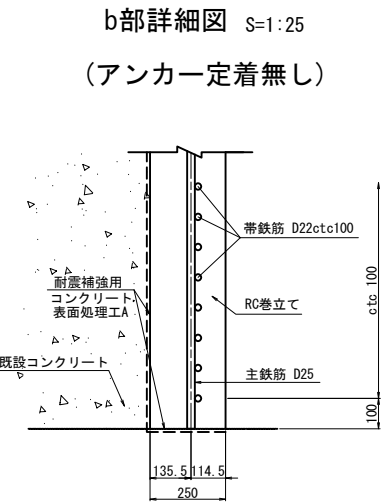 b部詳細図 S=1:25
(アンカー定着無し)
帯鉄筋 D22ctc100
ctc 100
耐震補強用
コンクリート
表面処理工A
RC巻立て
既設コンクリート
主鉄筋 D25
100
135.5 114.5
250